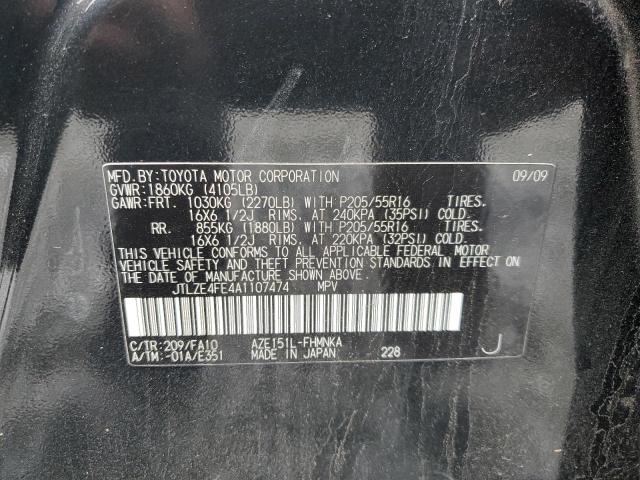 MFD.BY:TOYOTA MOTOR CORPORATION 09/09
GVWR:1860KG (4105LB)
GAWR:FRT. 1030KG (2270LB) WITH P205/55R16 TIRES.
16X6 1/2J RIMS. AT 240KPA (35PSI) COLD.
RR. 855KG (1880LB) WITH P205/55R16 TIRES.
16X6 1/2J RIMS. AT 220KPA (32PSI) COLD.
THIS VEHICLE CONFORMS TO ALL APPLICABLE FEDERAL MOTOR
VEHICLE SAFETY AND THEFT PREVENTION STANDARDS IN EFFECT ON
THE DATE OF MANUFACTURE SHOWN ABOVE.
JTLZE4FE4A1107474 MPV
C/TR:209/FA10 AZE151L-FHMNKA
A/TM:-01A/E351 MADE IN JAPAN 228 J